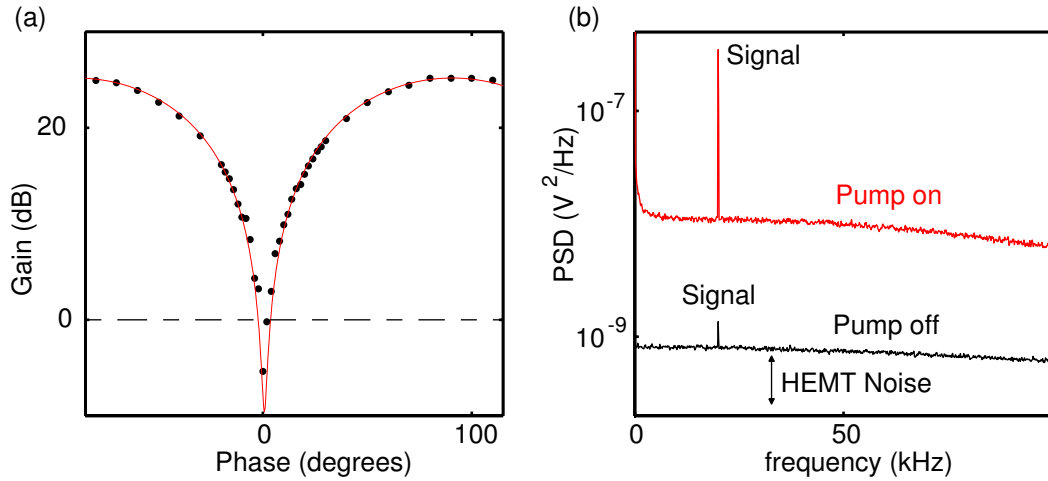 (a)
20
0
Gain (dB)
0
100
Phase (degrees)
(b)
Signal
10^-7
Pump on
PSD (V ^2/Hz)
Signal
10^-9
Pump off
HEMT Noise
0
50
frequency (kHz)